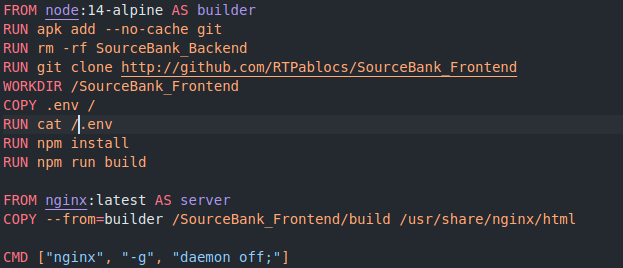 FROM node:14-alpine AS builder
RUN apk add --no-cache git
RUN rm -rf SourceBank_Backend
RUN git clone http://github.com/RTPablocs/SourceBank_Frontend
WORKDIR /SourceBank_Frontend
COPY .env /
RUN cat /.env
RUN npm install
RUN npm run build

FROM nginx:latest AS server
COPY --from=builder /SourceBank_Frontend/build /usr/share/nginx/html

CMD ["nginx", "-g", "daemon off;"]